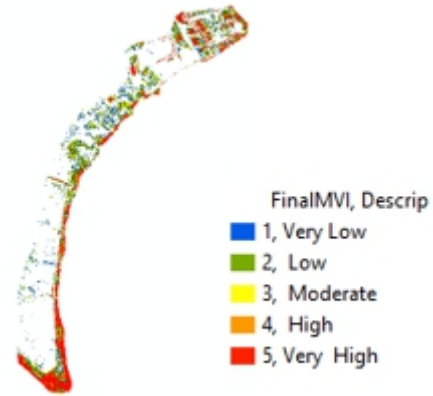 FinalMVI, Descrip
1, Very Low
2, Low
3, Moderate
4, High
5, Very High